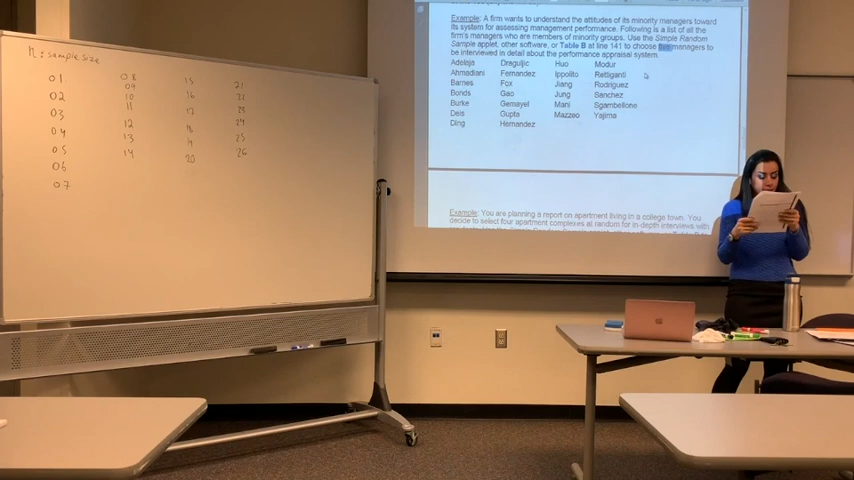 n: sample size
01 08 15 21
02 09 16 22
03 10 17 23
04 11 18 24
05 12 19 25
06 13 20 26
07 14
Example: A firm wants to understand the attitudes of its minority managers toward
its system for assessing management performance. Following is a list of all the
firm's managers who are members of minority groups. Use the Simple Random
Sample applet, other software, or Table B at line 141 to choose five managers to
be interviewed in detail about the performance appraisal system.
Adolaja Draguljic Huo Modur
Ahmadiani Fernandez Ippolito Rettiganti
Barnes Fox Jiang Rodriguez
Bonds Gao Jung Sanchez
Burke Gemayel Mani Sgambellone
Deis Gupta Mazzeo Yajima
Ding Hernandez
Example: You are planning a report on apartment living in a college town. You
decide to select four apartment complexes at random for in-depth interviews with